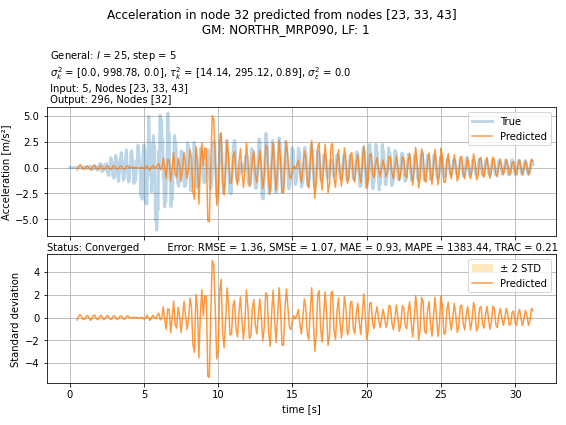 Acceleration in node 32 predicted from nodes [23, 33, 43]
GM: NORTHR_MRP090, LF: 1
General: l = 25, step = 5
σ²ₖ = [0.0, 998.78, 0.0], τ²ₖ = [14.14, 295.12, 0.89], σ²ε = 0.0
Input: 5, Nodes [23, 33, 43]
Output: 296, Nodes [32]
5.0
2.5
0.0
−2.5
−5.0
Acceleration [m/s²]
True
Predicted
Status: Converged Error: RMSE = 1.36, SMSE = 1.07, MAE = 0.93, MAPE = 1383.44, TRAC = 0.21
4
2
0
−2
−4
Standard deviation
± 2 STD
Predicted
0 5 10 15 20 25 30
time [s]